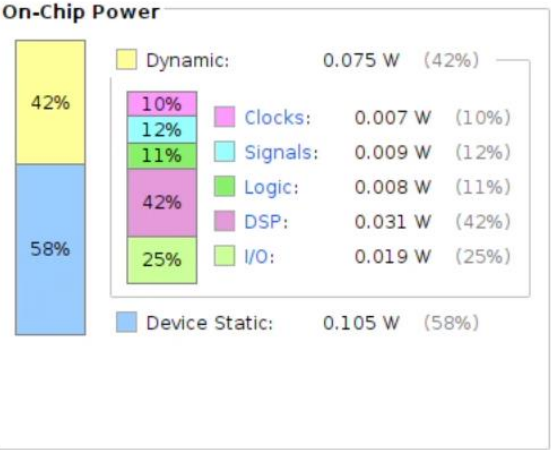 On-Chip Power
42%
58%
Dynamic: 0.075 W (42%)
10% Clocks: 0.007 W (10%)
12% Signals: 0.009 W (12%)
11% Logic: 0.008 W (11%)
42% DSP: 0.031 W (42%)
25% I/O: 0.019 W (25%)
Device Static: 0.105 W (58%)